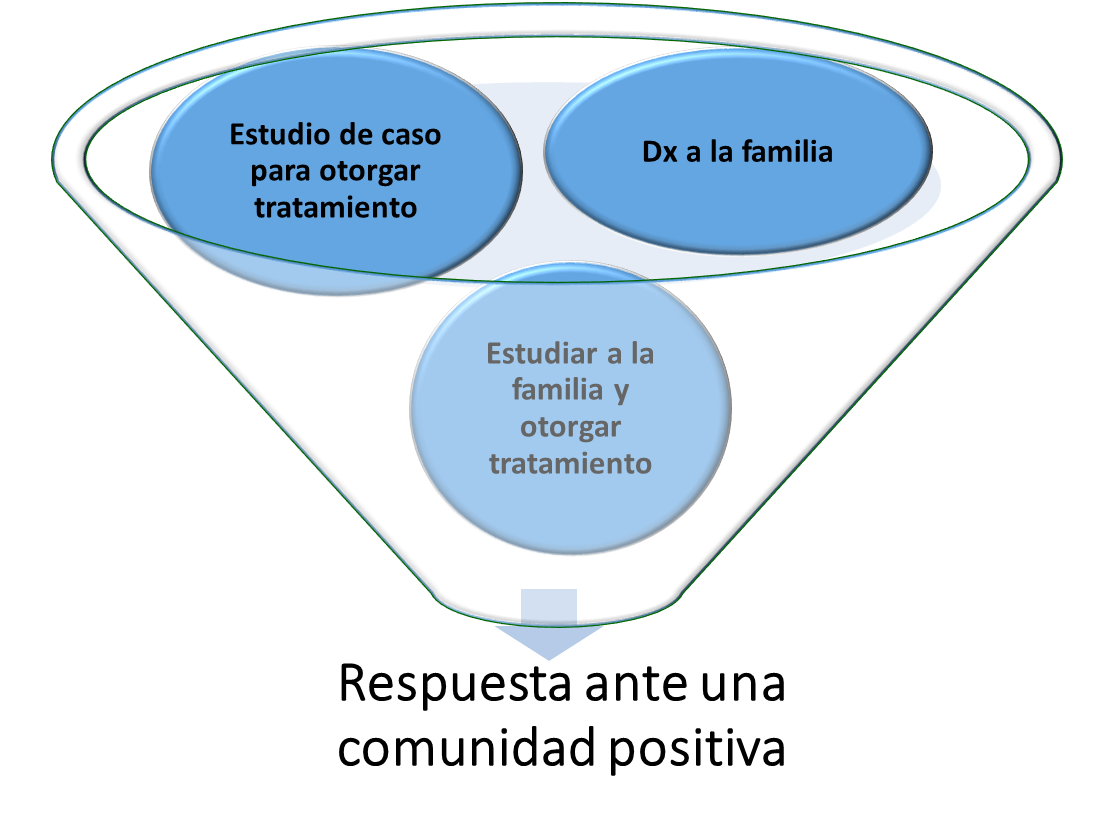 Estudio de caso
para otorgar
tratamiento
Dx a la familia
Estudiar a la
familia y
otorgar
tratamiento
Respuesta ante una
comunidad positiva